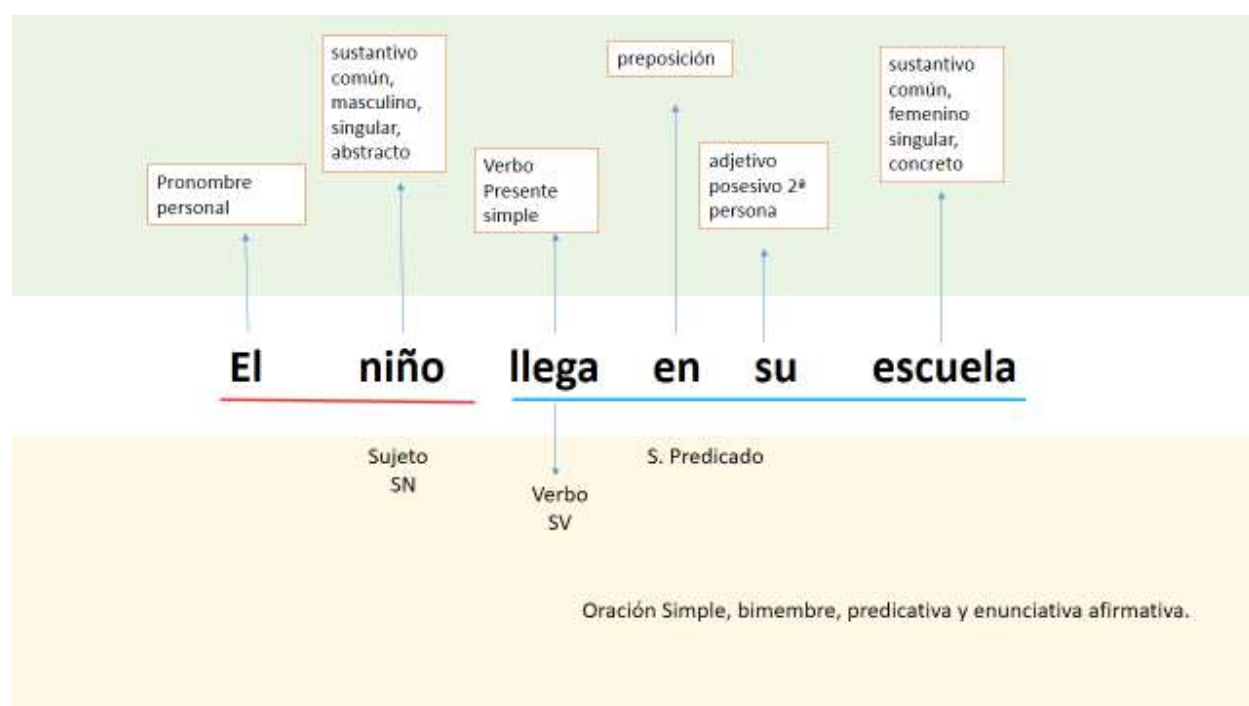 sustantivo
común,
masculino,
singular,
abstracto
preposición
sustantivo
común,
femenino
singular,
concreto
Pronombre
personal
Verbo
Presente
simple
adjetivo
posesivo 2ª
persona
El niño llega en su escuela
Sujeto
SN
S. Predicado
Verbo
SV
Oración Simple, bimembre, predicativa y enunciativa afirmativa.